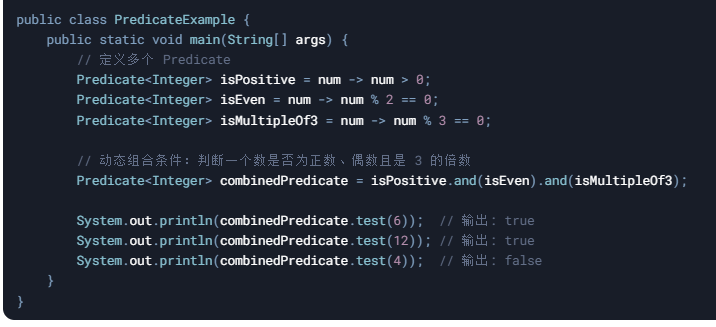 public class PredicateExample {
public static void main(String[] args) {
// 定义多个 Predicate
Predicate<Integer> isPositive = num -> num > 0;
Predicate<Integer> isEven = num -> num % 2 == 0;
Predicate<Integer> isMultipleOf3 = num -> num % 3 == 0;
// 动态组合条件：判断一个数是否为正数、偶数且是 3 的倍数
Predicate<Integer> combinedPredicate = isPositive.and(isEven).and(isMultipleOf3);
System.out.println(combinedPredicate.test(6));  // 输出：true
System.out.println(combinedPredicate.test(12)); // 输出：true
System.out.println(combinedPredicate.test(4));  // 输出：false
}
}